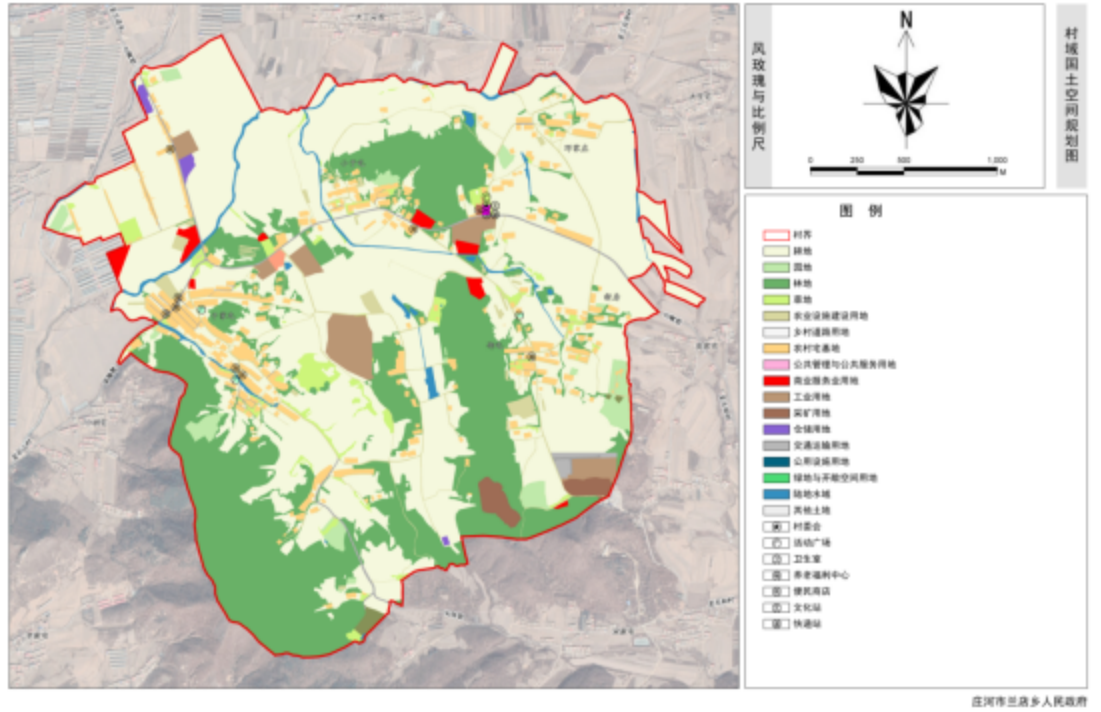 N
风玫瑰与比例尺
村域国土空间规划图
0 250 500 1,000
M
图 例
村界
耕地
园地
林地
草地
农业设施建设用地
乡村道路用地
农村宅基地
公共管理与公共服务用地
商业服务业用地
工业用地
采矿用地
仓储用地
交通运输用地
公用设施用地
绿地与开敞空间用地
陆地水域
其他土地
村委会
活动广场
卫生室
养老福利中心
便民商店
文化站
快递站
庄河市兰店乡人民政府